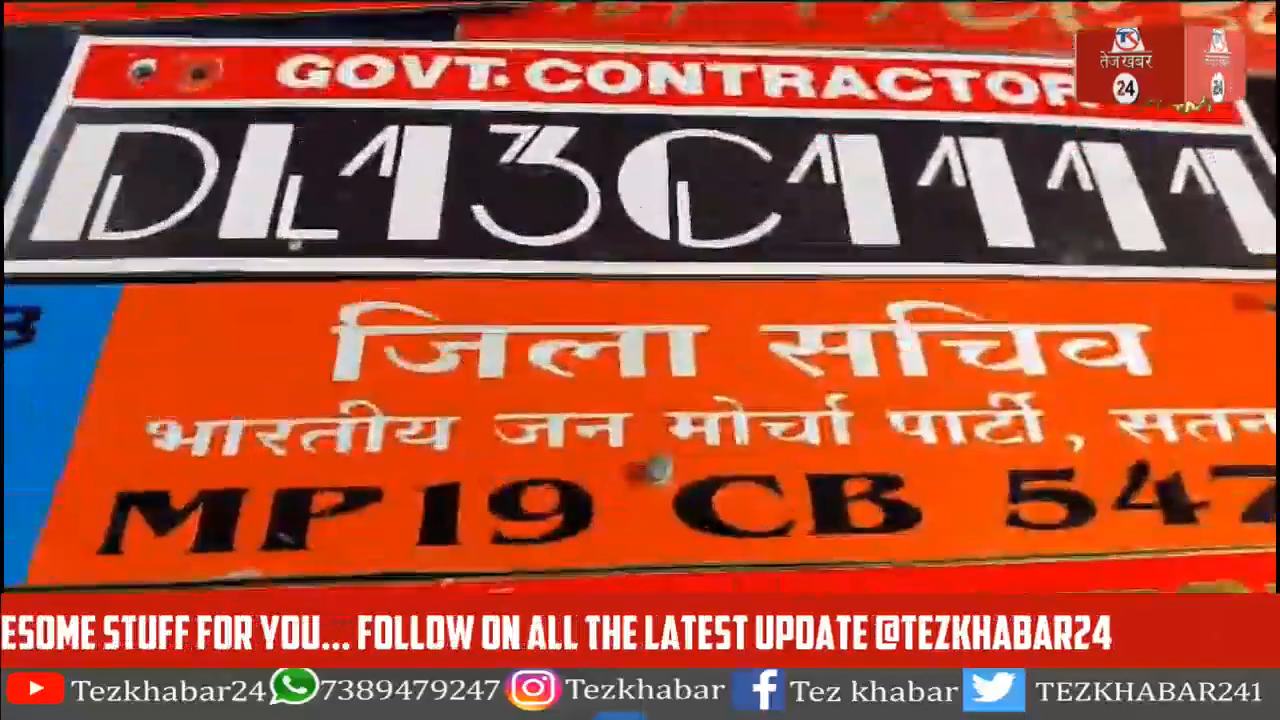 GOVT. CONTRACTOR
तेज खबर
24
DL13C1111
जिला सचिव
भारतीय जन मोर्चा पार्टी, सतन
MP19 CB 547
ESOME STUFF FOR YOU... FOLLOW ON ALL THE LATEST UPDATE @TEZKHABAR24
Tezkhabar24 7389479247 Tezkhabar Tez khabar TEZKHABAR241